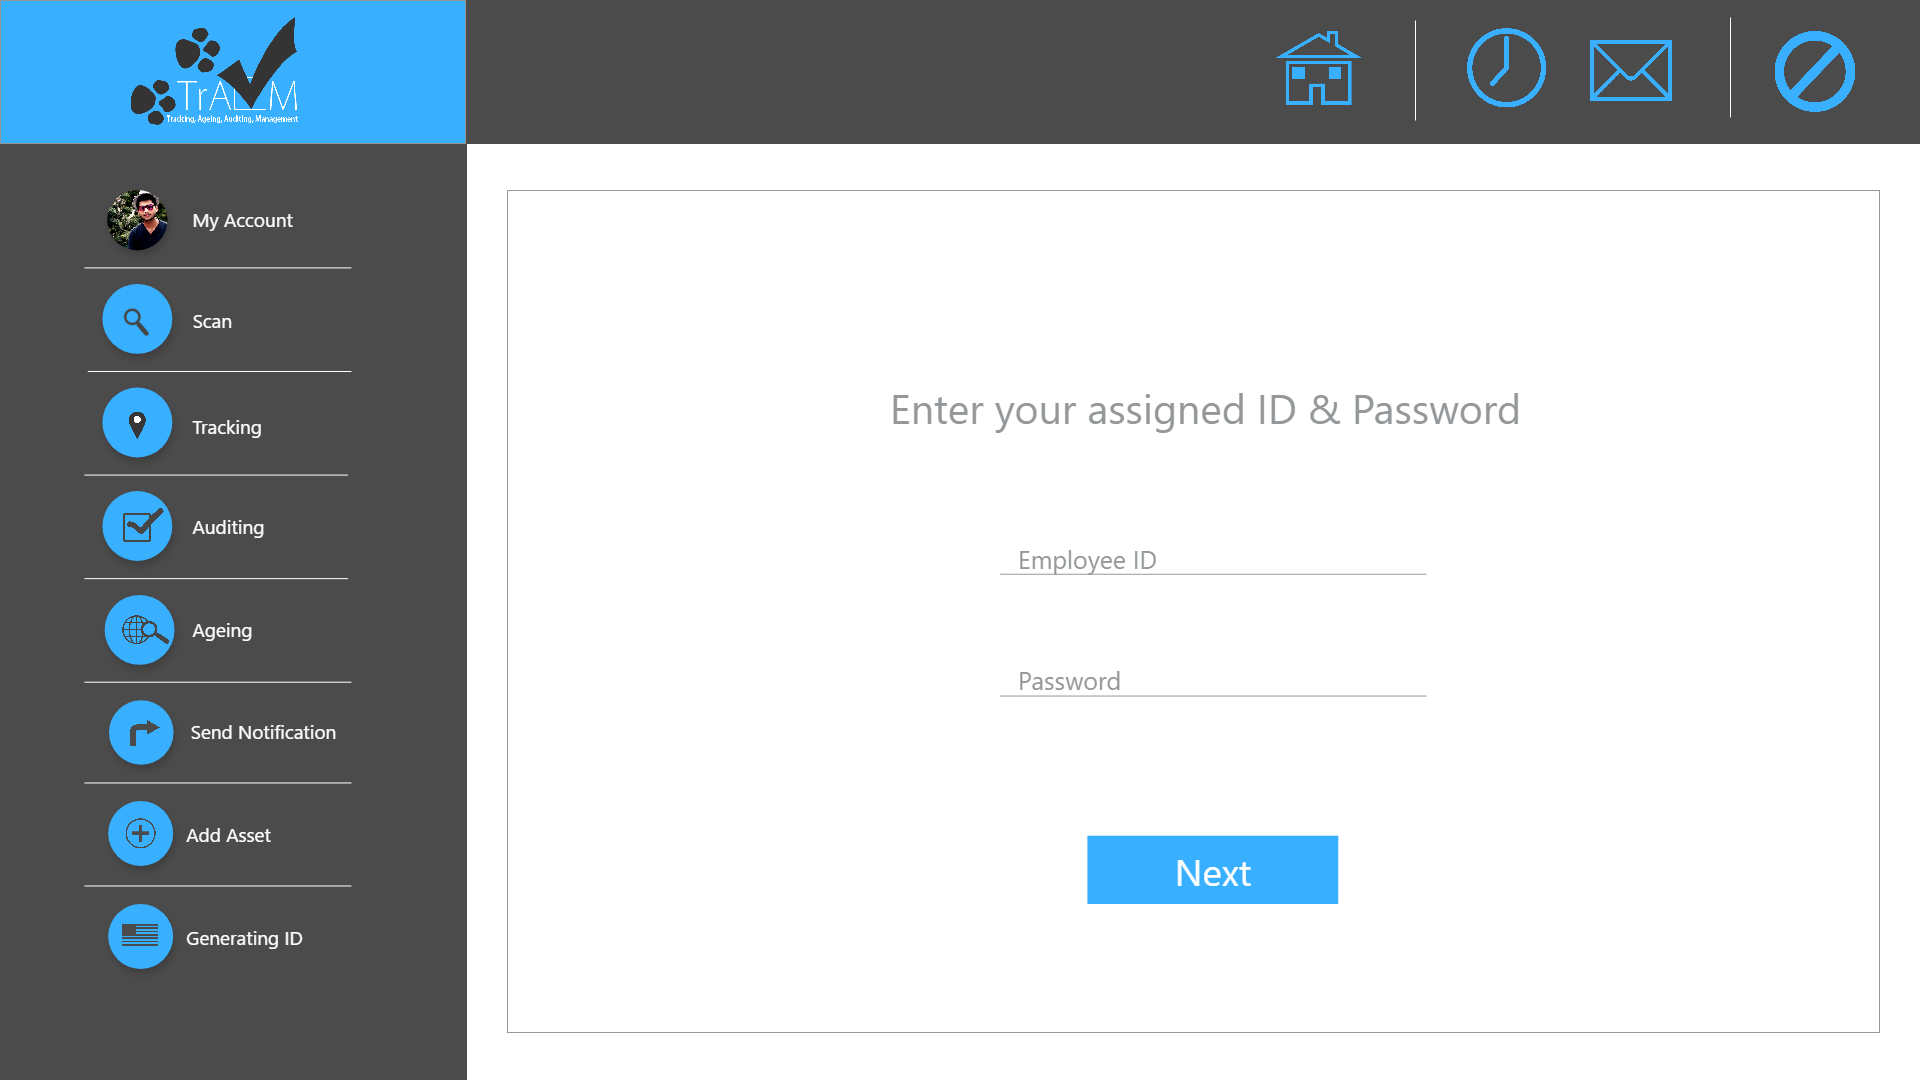 TrAAM
Tracking, Ageing, Auditing, Management
My Account
Scan
Tracking
Auditing
Ageing
Send Notification
Add Asset
Generating ID
Enter your assigned ID & Password
Employee ID
Password
Next